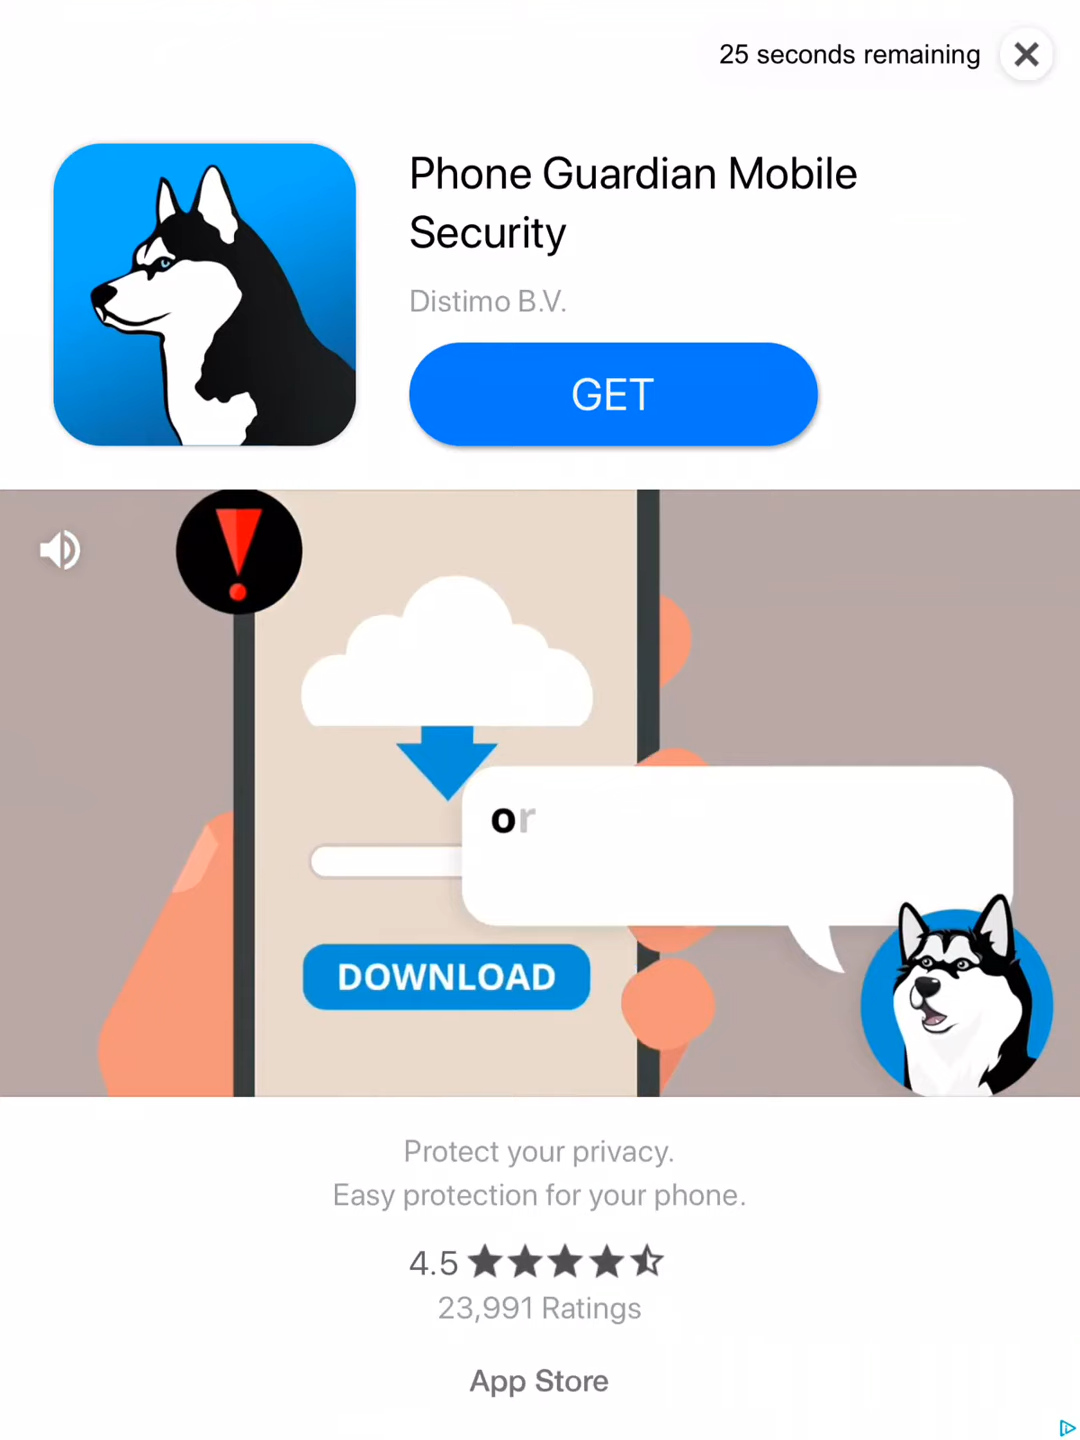 25 seconds remaining
Phone Guardian Mobile
Security
Distimo B.V.
GET
or
DOWNLOAD
Protect your privacy.
Easy protection for your phone.
4.5
23,991 Ratings
App Store